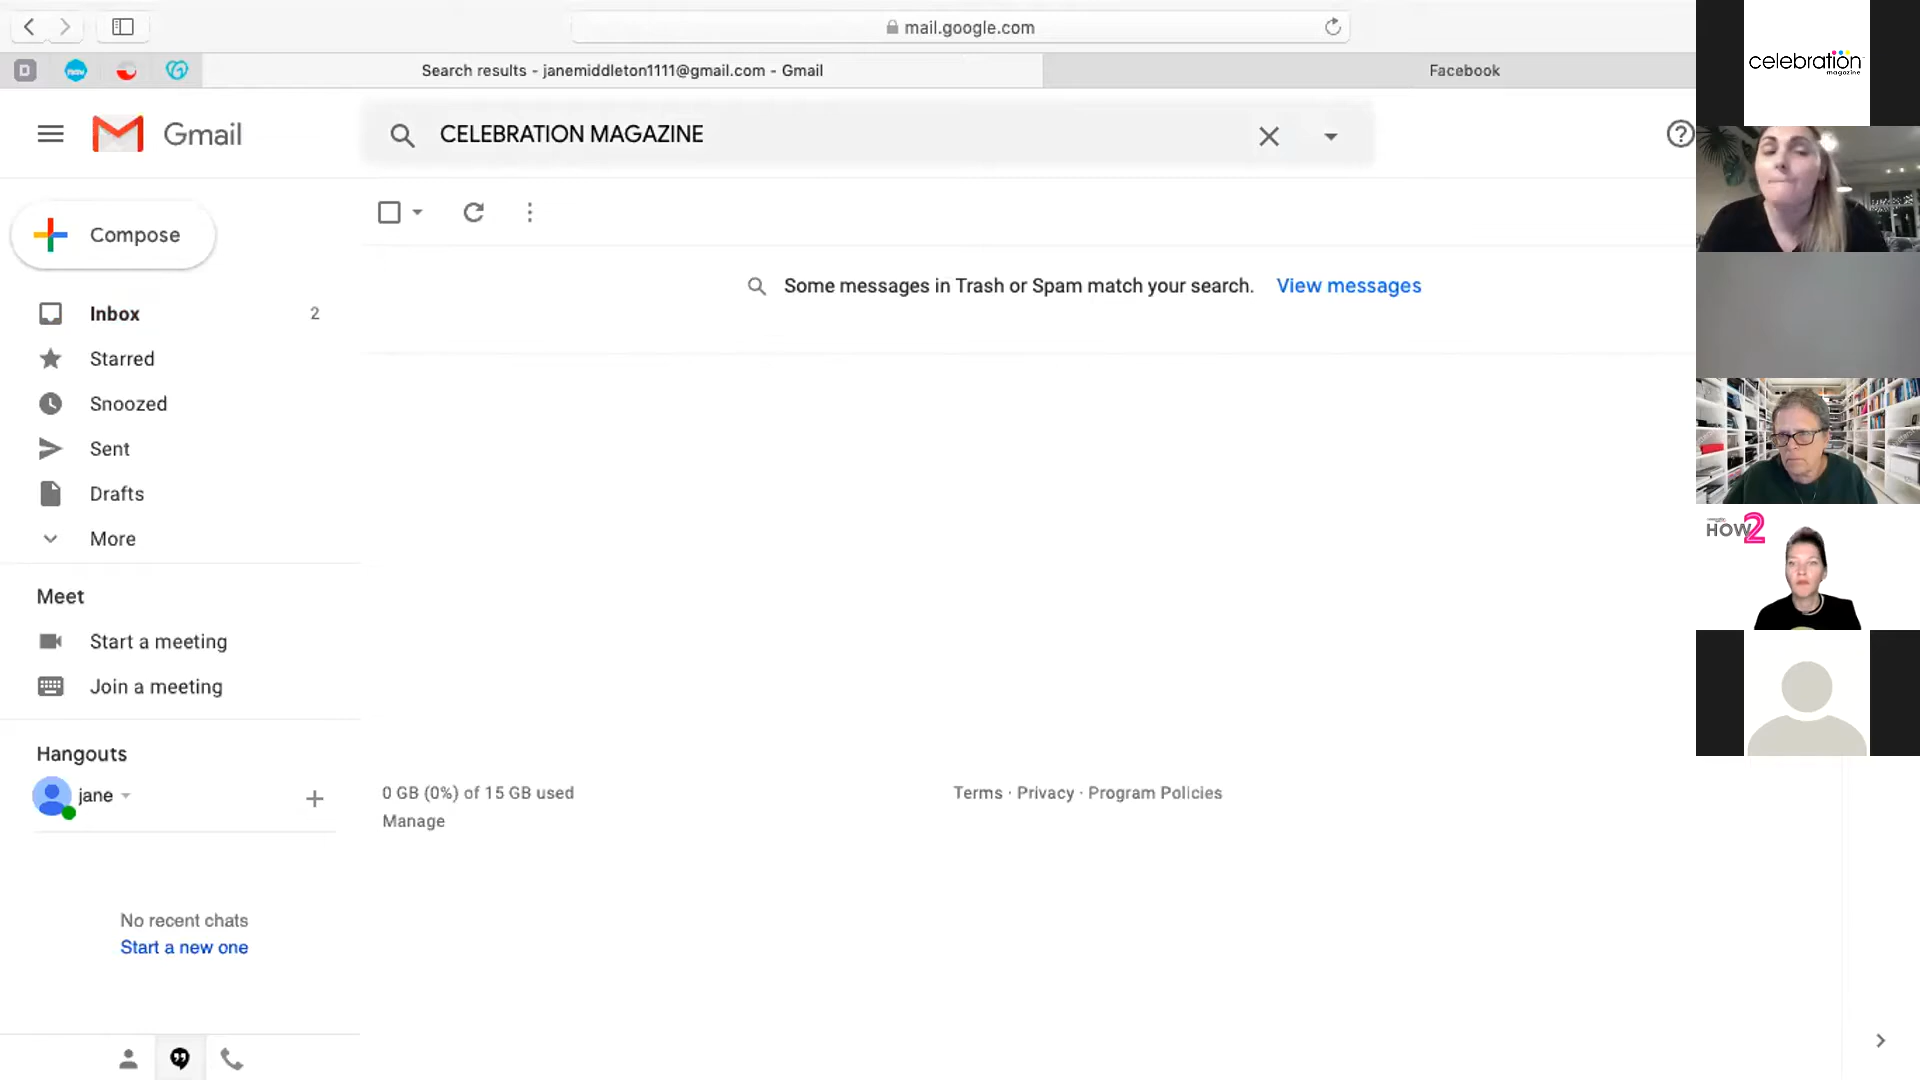 mail.google.com
D
nav
Search results - janemiddleton1111@gmail.com - Gmail
Facebook
Gmail
CELEBRATION MAGAZINE
celebration
magazine
Compose
Some messages in Trash or Spam match your search. View messages
Inbox 2
Starred
Snoozed
Sent
Drafts
More
HOW2
Meet
Start a meeting
Join a meeting
Hangouts
jane
0 GB (0%) of 15 GB used
Manage
Terms · Privacy · Program Policies
No recent chats
Start a new one